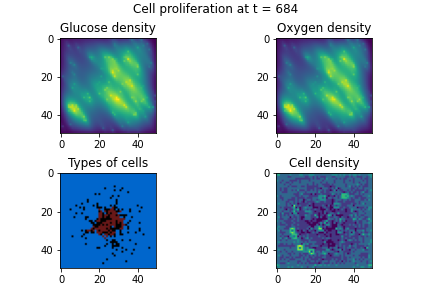 Cell proliferation at t = 684
Glucose density Oxygen density
0 0
20 20
40 40
0 20 40 0 20 40
Types of cells Cell density
0 0
20 20
40 40
0 20 40 0 20 40